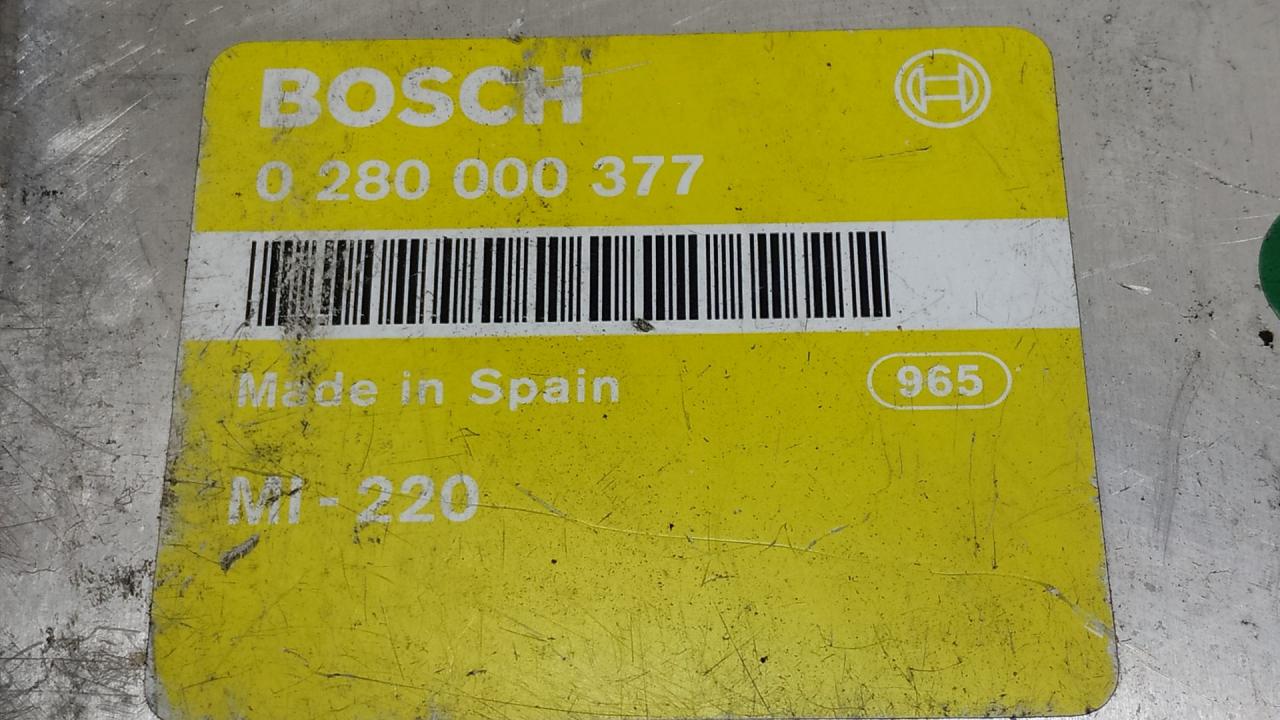 BOSCH
0 280 000 377
Made in Spain
965
MI - 220